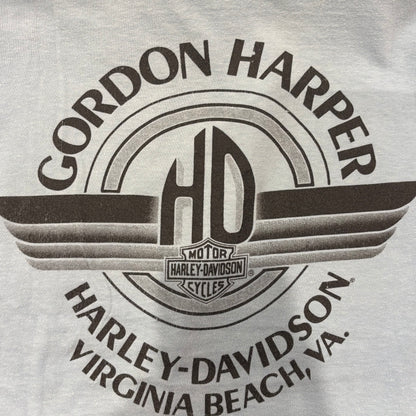 GORDON HARPER
HD
MOTOR
HARLEY-DAVIDSON
CYCLES
®
HARLEY-DAVIDSON®
VIRGINIA BEACH, VA.